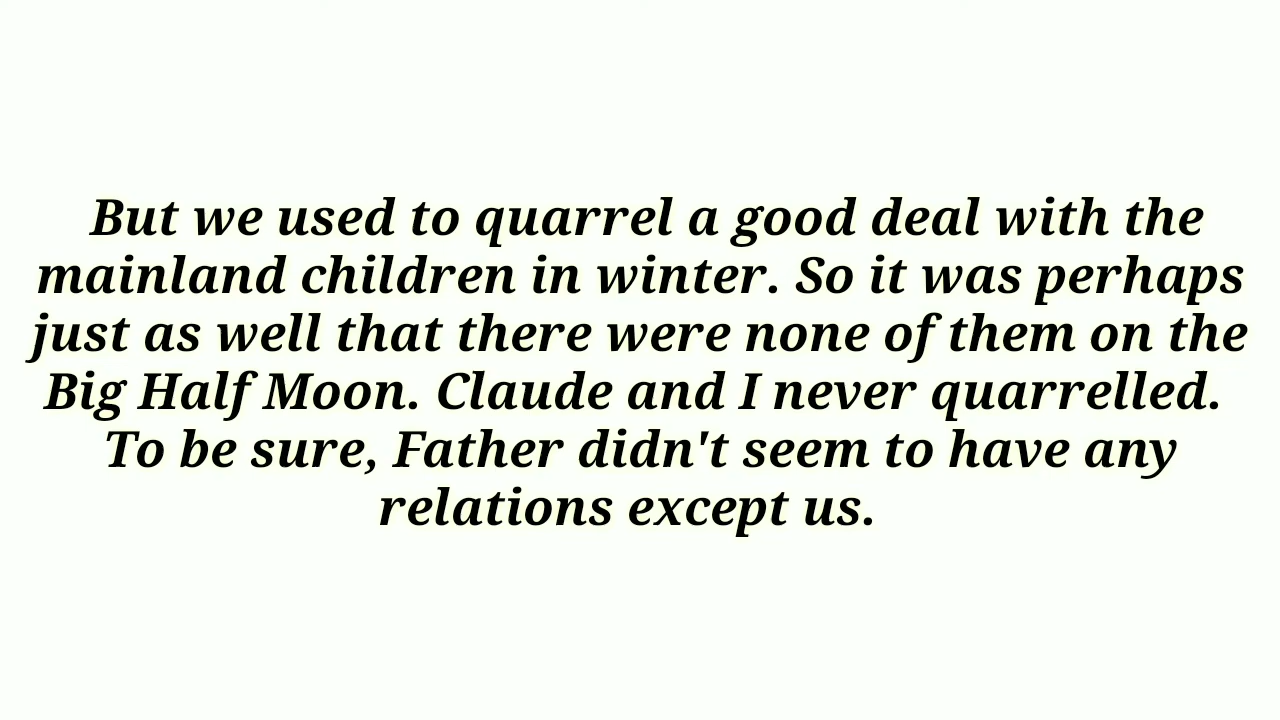 But we used to quarrel a good deal with the
mainland children in winter. So it was perhaps
just as well that there were none of them on the
Big Half Moon. Claude and I never quarrelled.
To be sure, Father didn't seem to have any
relations except us.